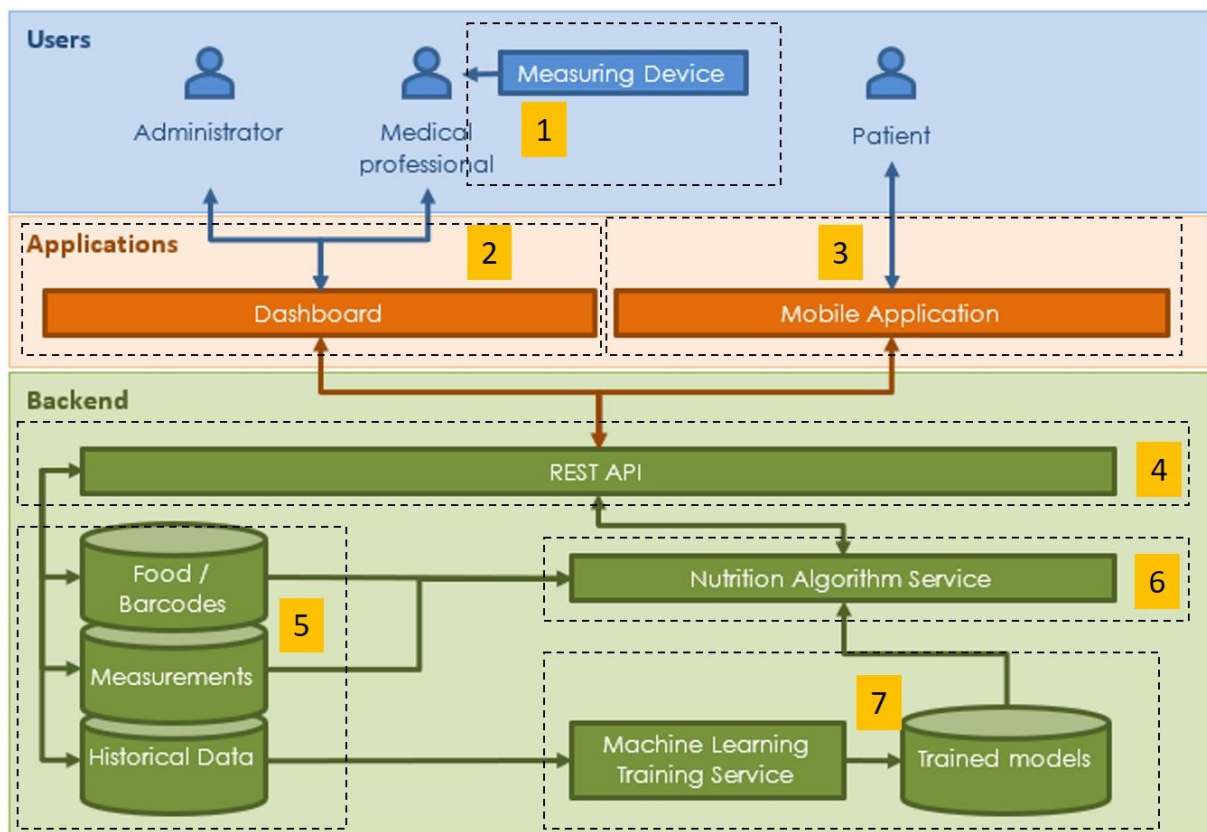 Users
Measuring Device
1
Administrator
Medical
professional
Patient
Applications
2
3
Dashboard
Mobile Application
Backend
REST API
4
Food /
Barcodes
5
Measurements
Historical Data
Nutrition Algorithm Service
6
7
Machine Learning
Training Service
Trained models